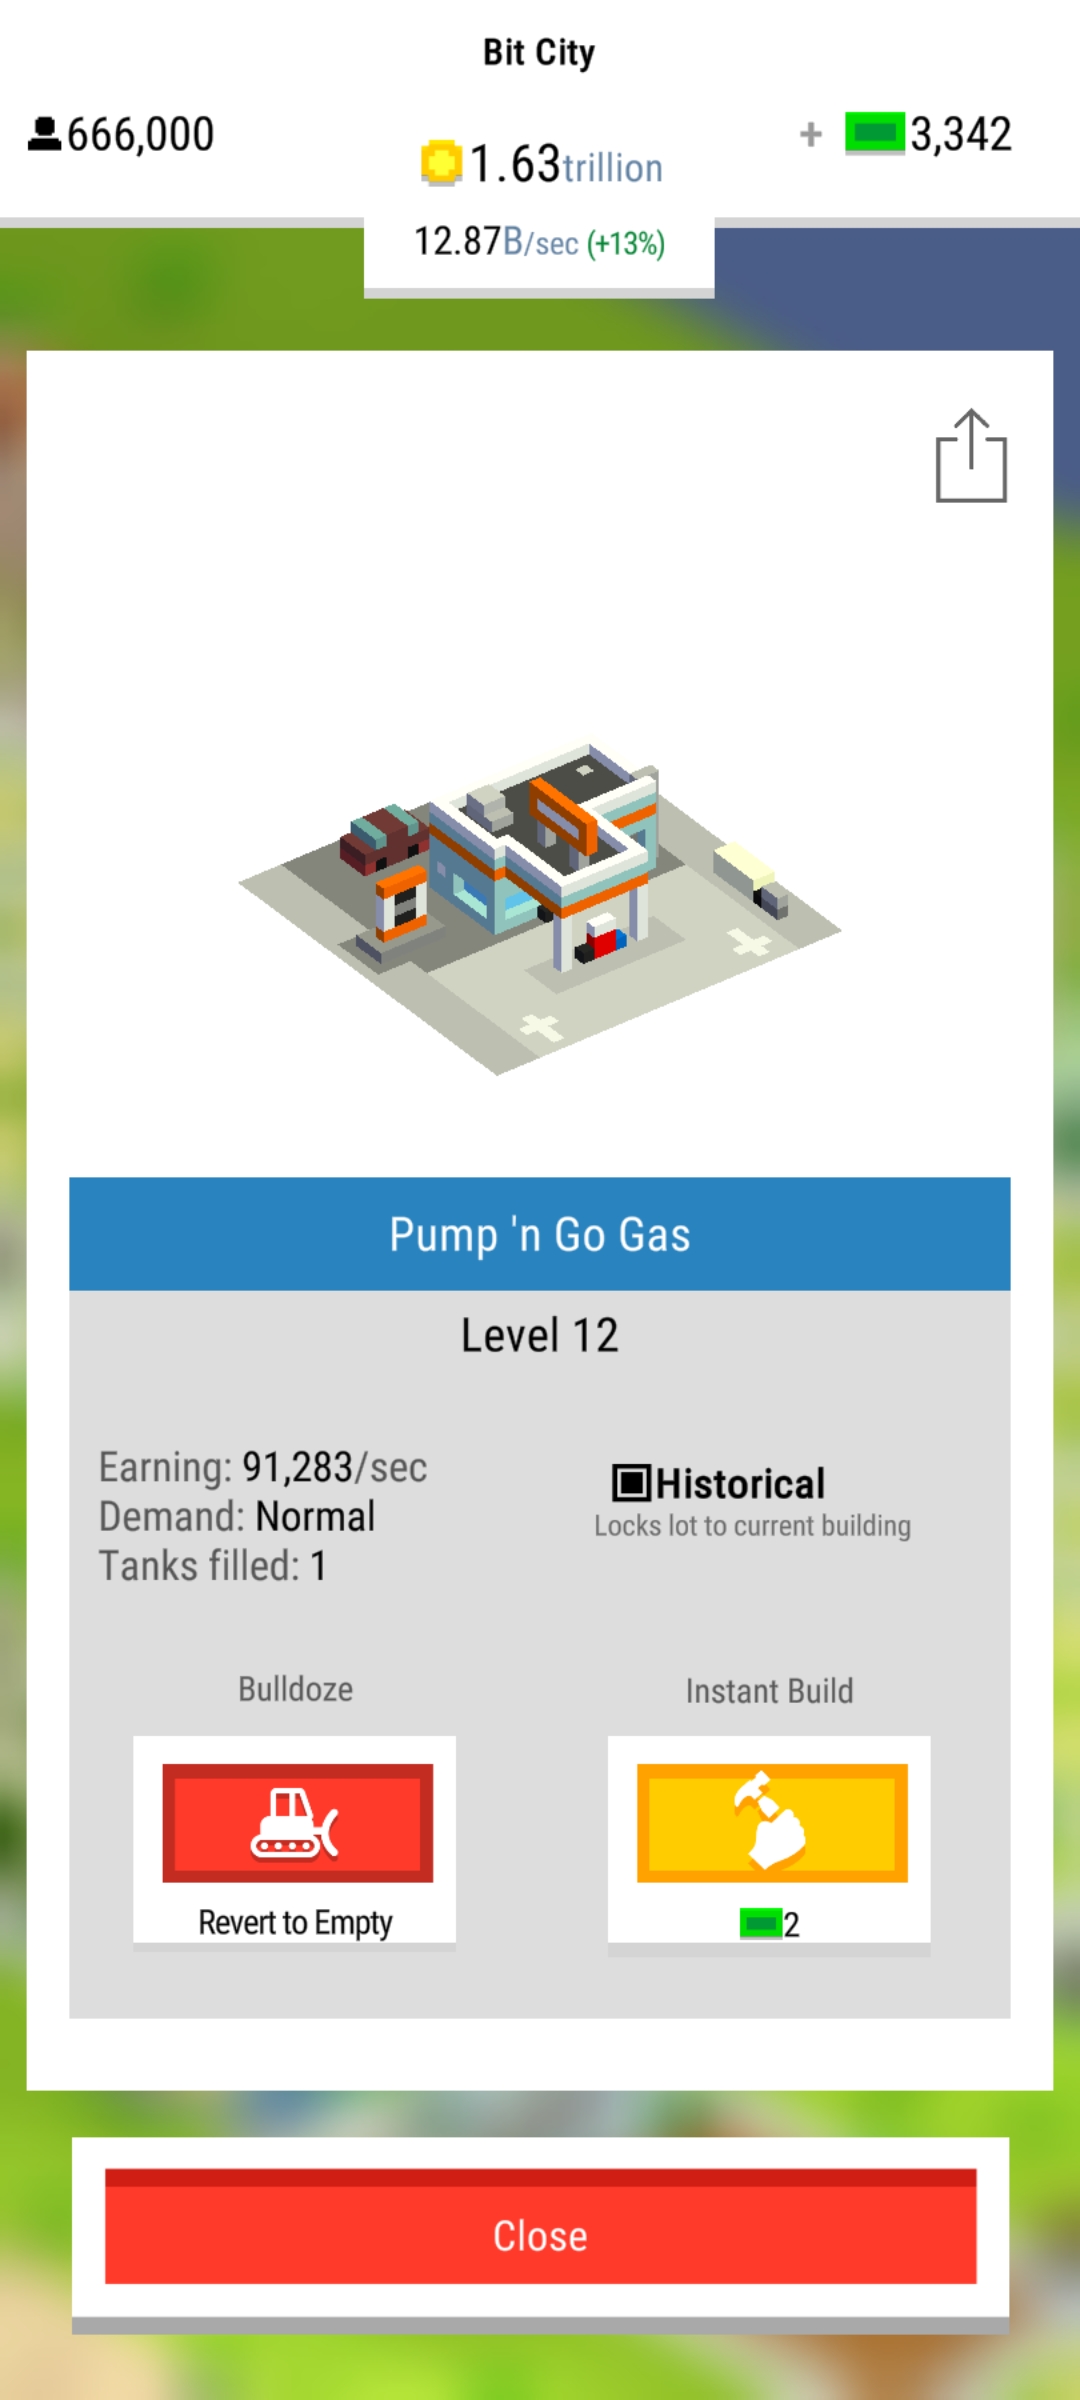 Bit City
666,000
1.63trillion
+ 3,342
12.87B/sec (+13%)
Pump 'n Go Gas
Level 12
Earning: 91,283/sec
Demand: Normal
Tanks filled: 1
Historical
Locks lot to current building
Bulldoze
Instant Build
Revert to Empty
2
Close